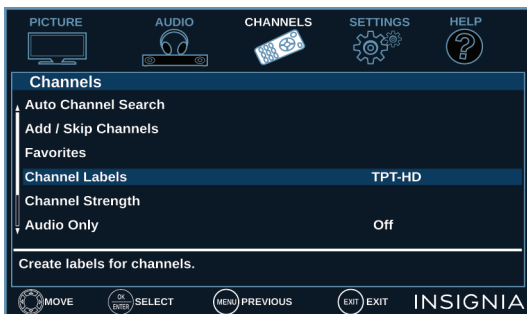 PICTURE AUDIO CHANNELS SETTINGS HELP
Channels
Auto Channel Search
Add / Skip Channels
Favorites
Channel Labels TPT-HD
Channel Strength
Audio Only Off
Create labels for channels.
MOVE OK ENTER SELECT MENU PREVIOUS EXIT EXIT INSIGNIA